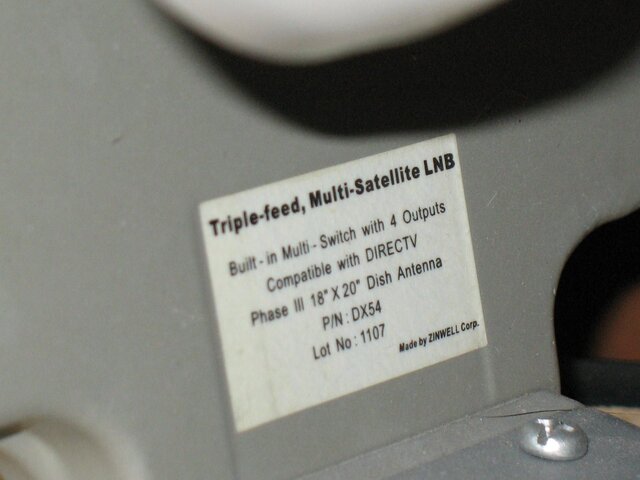 Triple-feed, Multi-Satellite LNB
Built-in Multi-Switch with 4 Outputs
Compatible with DIRECTV
Phase III 18" X 20" Dish Antenna
P/N : DX54
Lot No : 1107
Made by ZINWELL Corp.